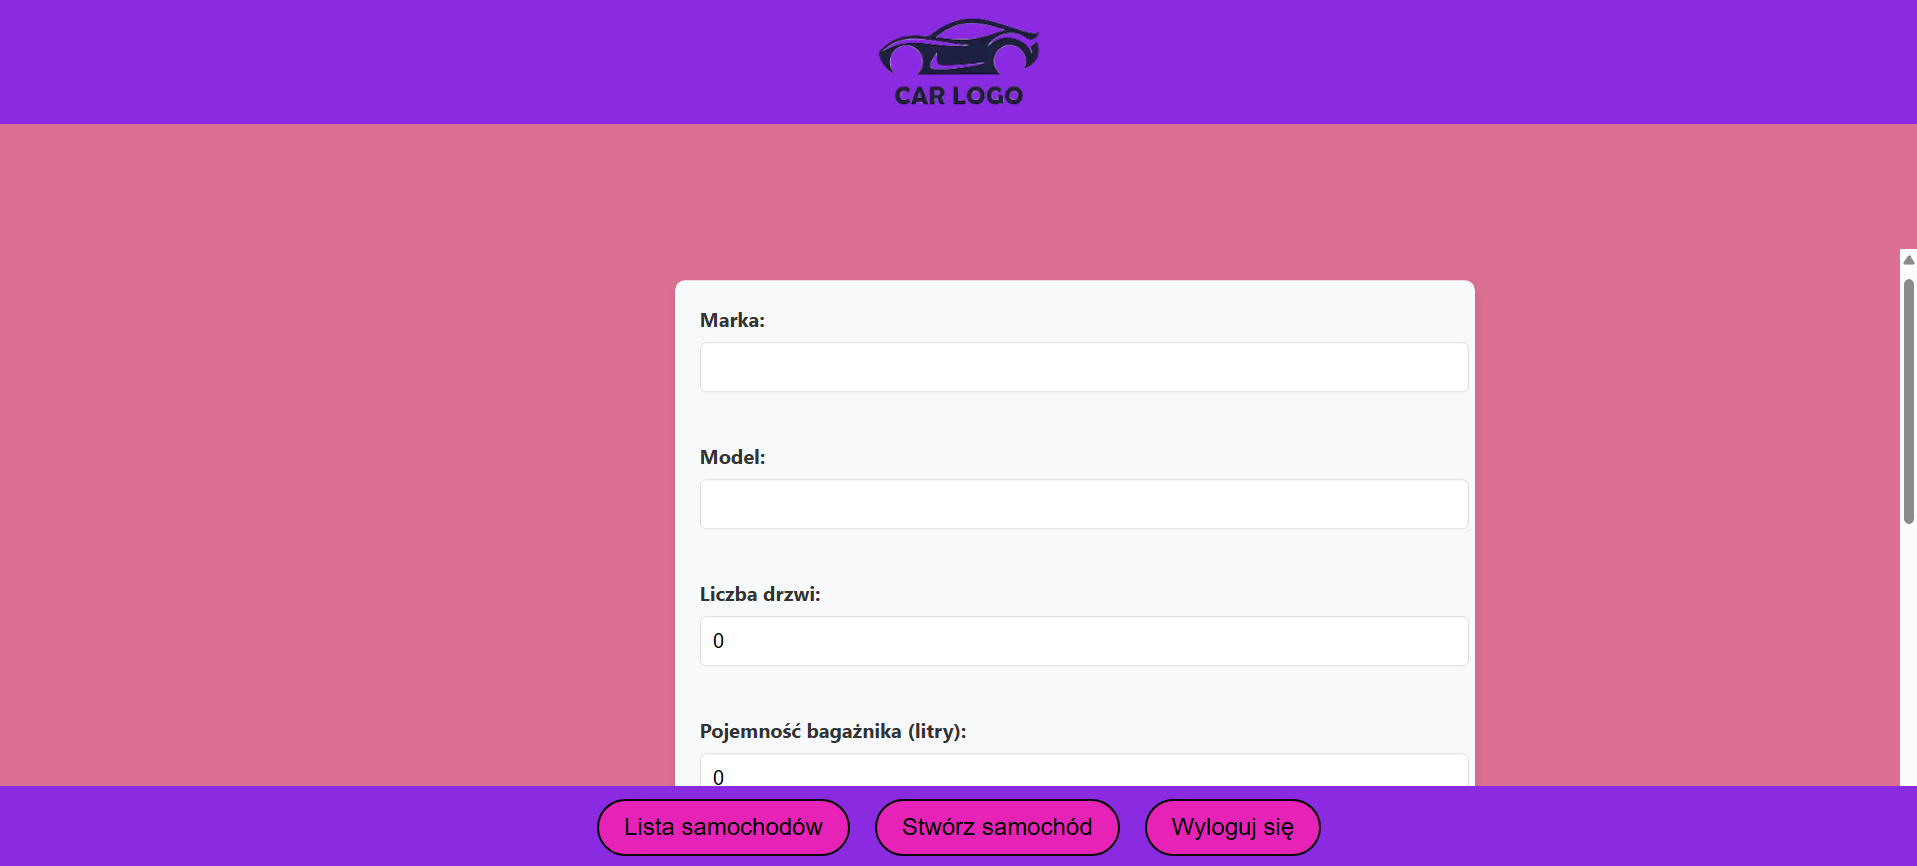 CAR LOGO
Marka:
Model:
Liczba drzwi:
0
Pojemność bagażnika (litry):
0
Lista samochodów
Stwórz samochód
Wyloguj się